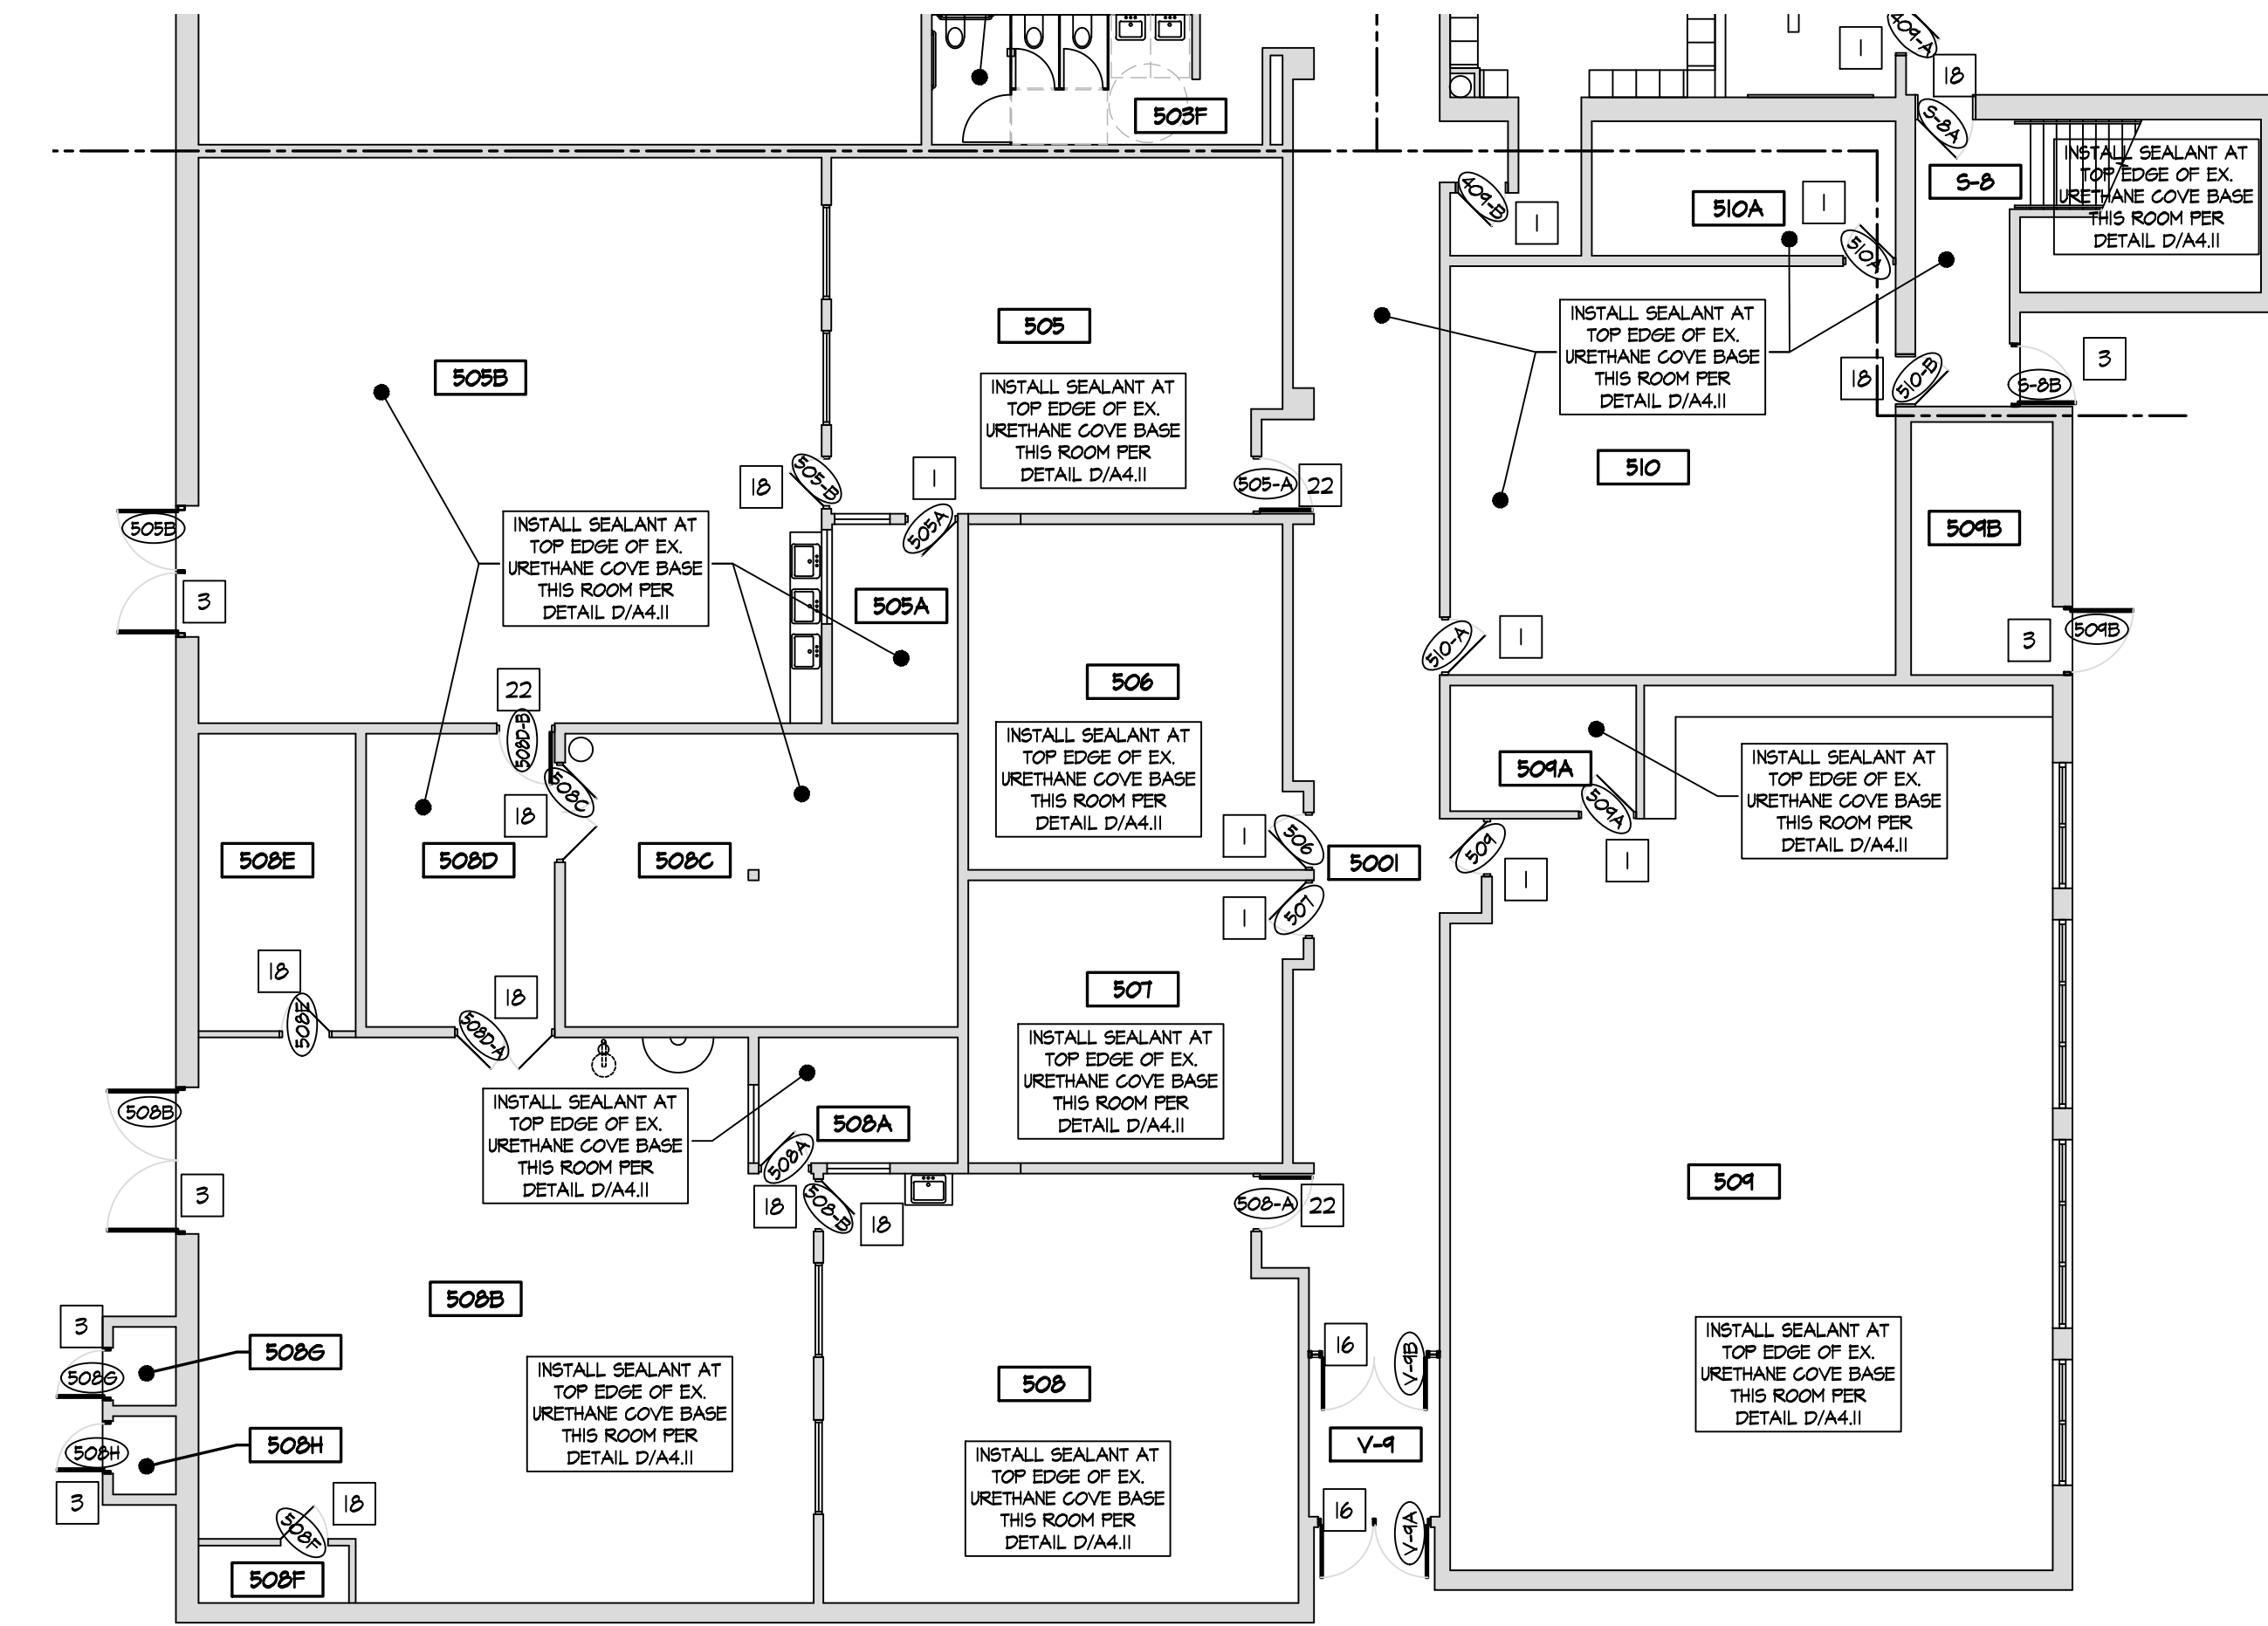 409-A
1
18
503F
S-8A
S-8
INSTALL SEALANT AT
TOP EDGE OF EX.
URETHANE COVE BASE
THIS ROOM PER
DETAIL D/A4.11
409-B
1
510A
1
510A
505
INSTALL SEALANT AT
TOP EDGE OF EX.
URETHANE COVE BASE
THIS ROOM PER
DETAIL D/A4.11
505B
INSTALL SEALANT AT
TOP EDGE OF EX.
URETHANE COVE BASE
THIS ROOM PER
DETAIL D/A4.11
18
510-B
S-8B
3
505-B
18
1
505A
505-A
22
510
509B
505B
3
INSTALL SEALANT AT
TOP EDGE OF EX.
URETHANE COVE BASE
THIS ROOM PER
DETAIL D/A4.11
505A
510-A
1
3
509B
22
508D-B
506
INSTALL SEALANT AT
TOP EDGE OF EX.
URETHANE COVE BASE
THIS ROOM PER
DETAIL D/A4.11
508C
18
509A
509A
1
INSTALL SEALANT AT
TOP EDGE OF EX.
URETHANE COVE BASE
THIS ROOM PER
DETAIL D/A4.11
508E
508D
508C
1
506
5001
509
1
1
507
18
508E
18
508D-A
507
INSTALL SEALANT AT
TOP EDGE OF EX.
URETHANE COVE BASE
THIS ROOM PER
DETAIL D/A4.11
508B
3
INSTALL SEALANT AT
TOP EDGE OF EX.
URETHANE COVE BASE
THIS ROOM PER
DETAIL D/A4.11
508A
508A
18
508-B
18
508-A
22
509
508B
3
508G
508G
508H
508H
3
INSTALL SEALANT AT
TOP EDGE OF EX.
URETHANE COVE BASE
THIS ROOM PER
DETAIL D/A4.11
508
INSTALL SEALANT AT
TOP EDGE OF EX.
URETHANE COVE BASE
THIS ROOM PER
DETAIL D/A4.11
16
V-9B
V-9
16
V-9A
INSTALL SEALANT AT
TOP EDGE OF EX.
URETHANE COVE BASE
THIS ROOM PER
DETAIL D/A4.11
508F
18
508F